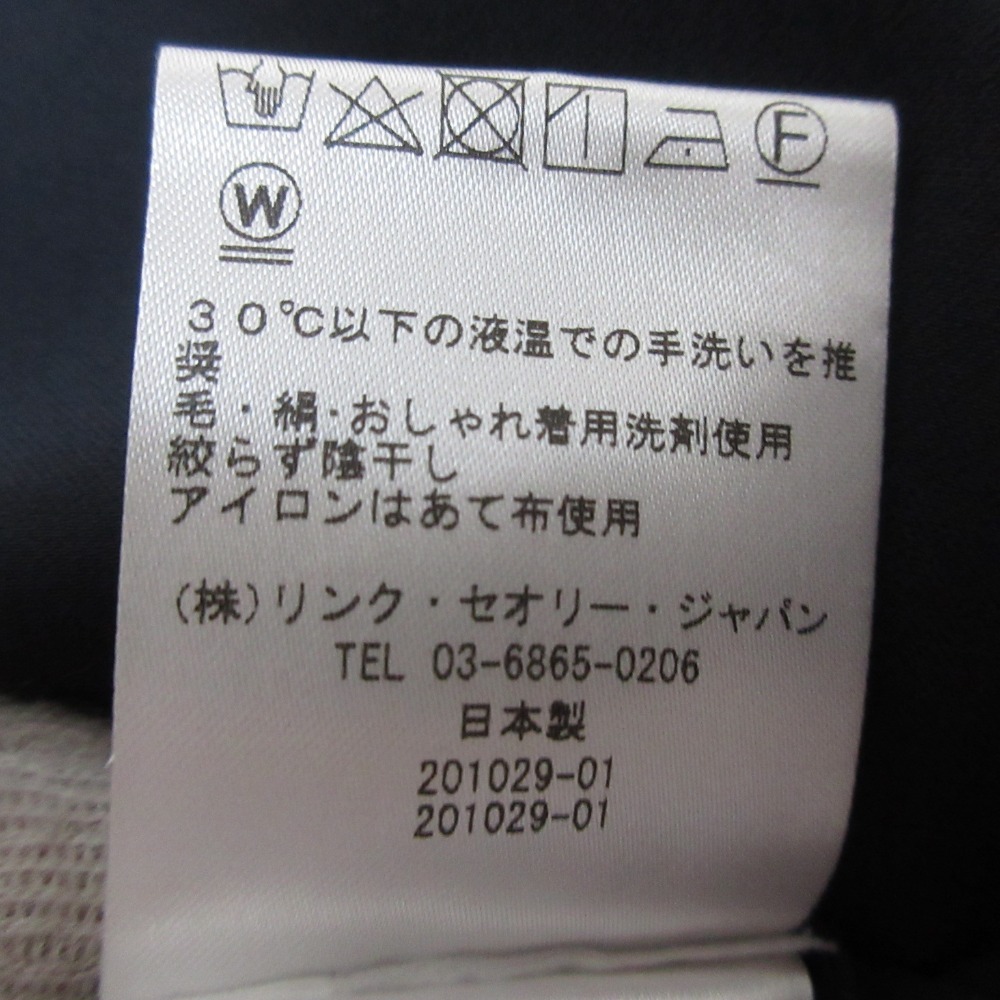 F
W
３０℃以下の液温での手洗いを推
奨
毛・絹・おしゃれ着用洗剤使用
絞らず陰干し
アイロンはあて布使用
(株)リンク・セオリー・ジャパン
TEL 03-6865-0206
日本製
201029-01
201029-01